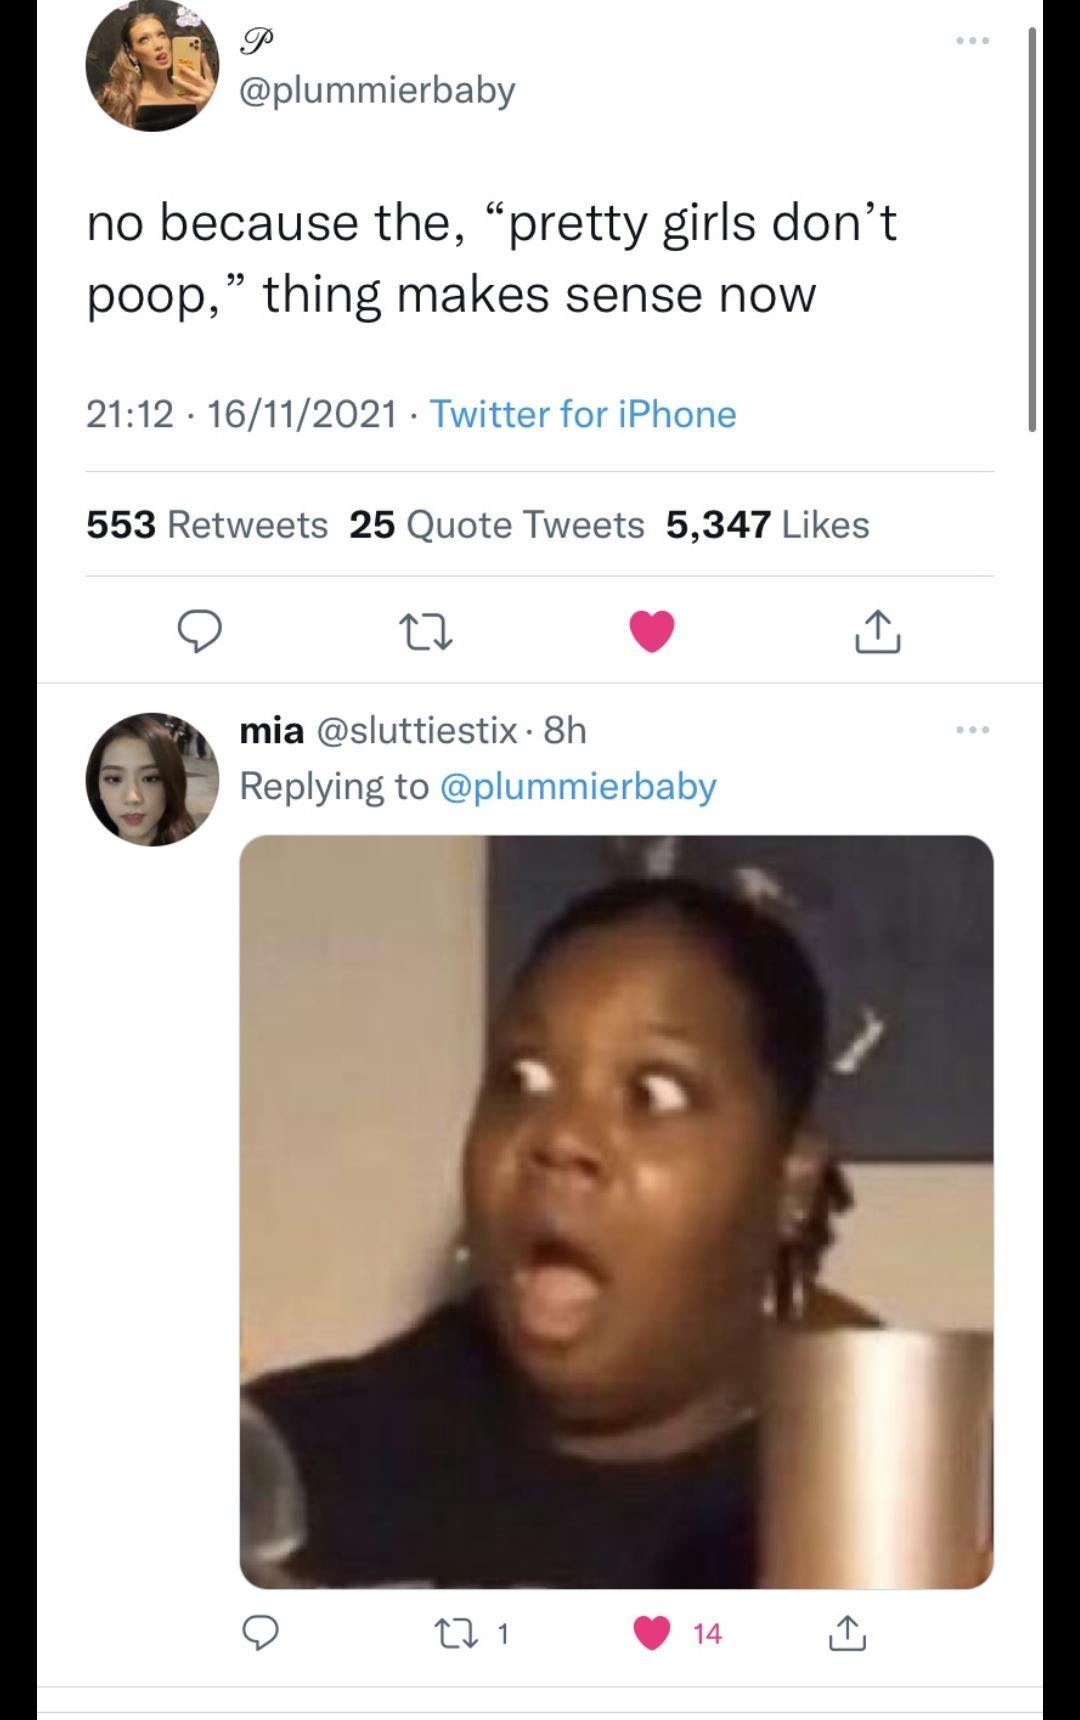 𝒫
@plummierbaby
no because the, “pretty girls don’t
poop,” thing makes sense now
21:12 · 16/11/2021 · Twitter for iPhone
553 Retweets 25 Quote Tweets 5,347 Likes
mia @sluttiestix · 8h
Replying to @plummierbaby
1 14